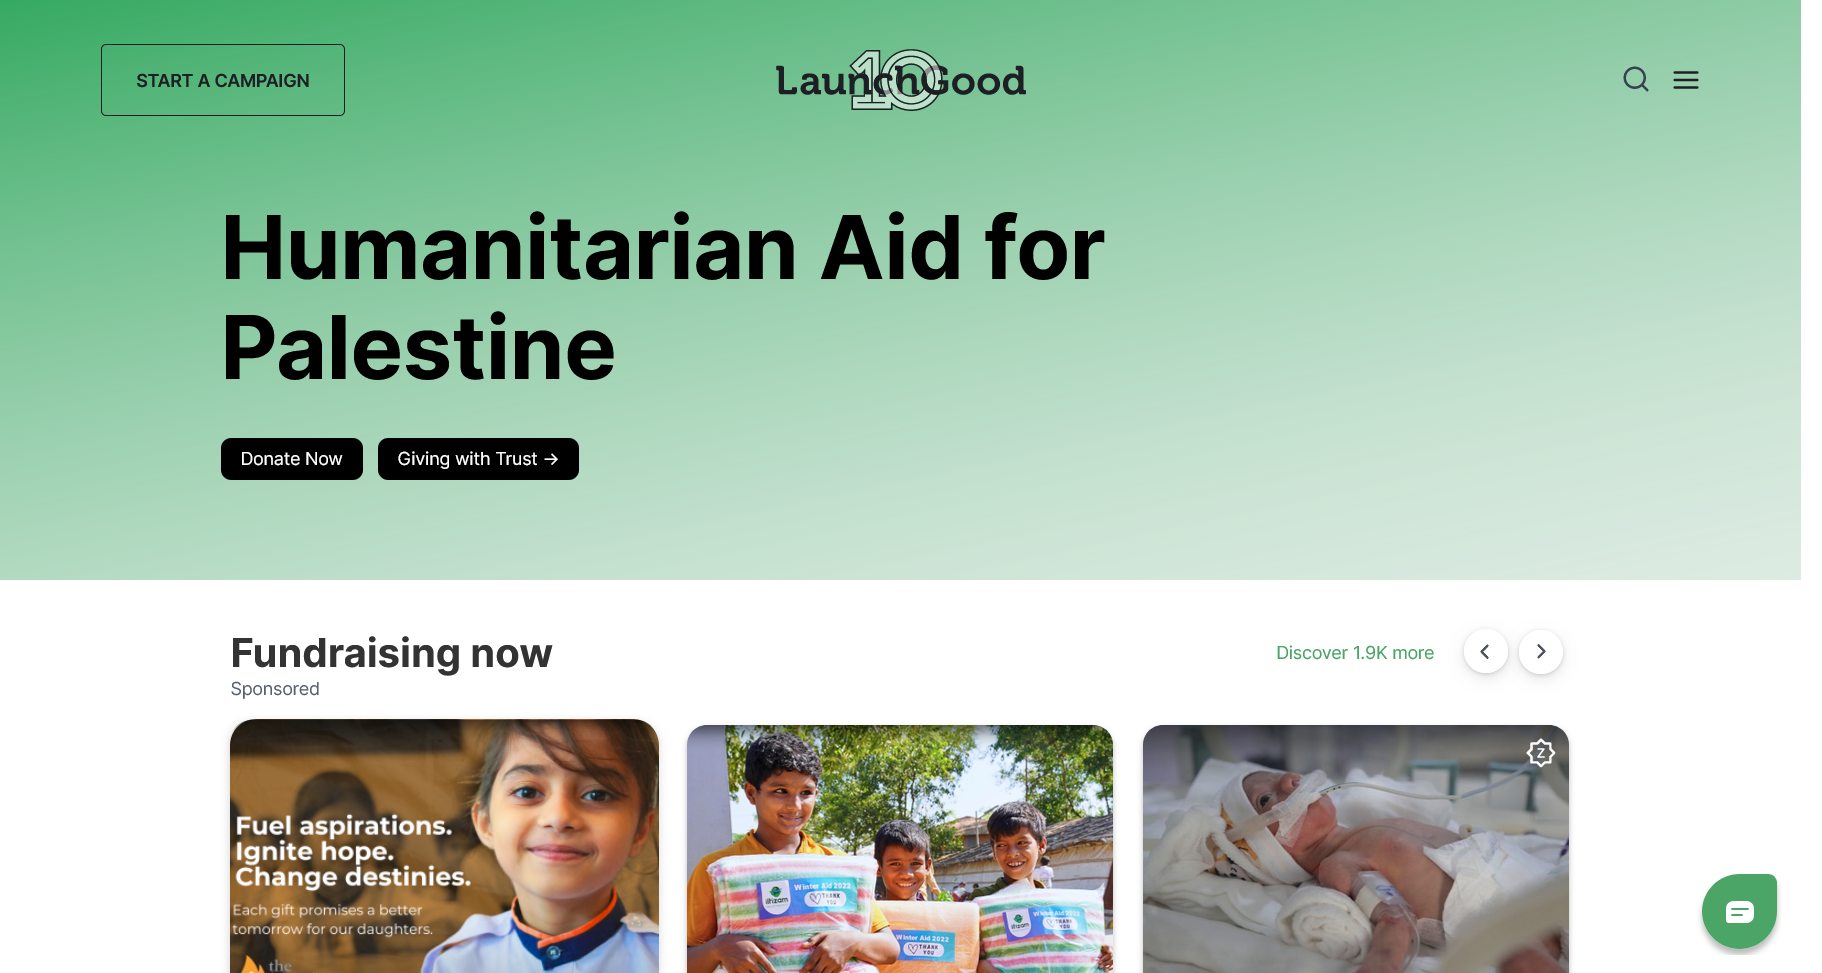 START A CAMPAIGN
LaunchGood
10
Humanitarian Aid for
Palestine
Donate Now
Giving with Trust →
Fundraising now
Sponsored
Discover 1.9K more
Fuel aspirations.
Ignite hope.
Change destinies.
Each gift promises a better
tomorrow for our daughters.
the
Winter Aid 2022
THANK
YOU
iltizam
Winter Aid 2022
THANK
YOU
iltizam
Winter Aid 2022
THANK
YOU
Z